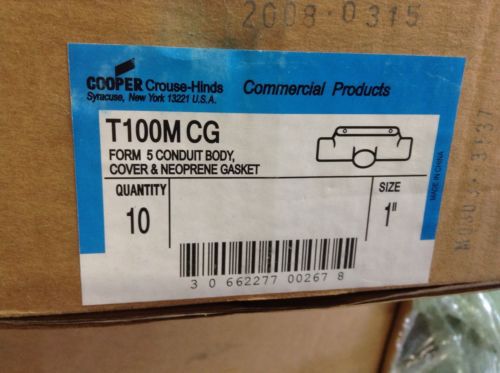 2008-0315
COOPER Crouse-Hinds
Syracuse, New York 13221 U.S.A.
Commercial Products
T100M CG
FORM 5 CONDUIT BODY,
COVER & NEOPRENE GASKET
QUANTITY
10
SIZE
1"
MADE IN CHINA
3 0 662277 00267 8